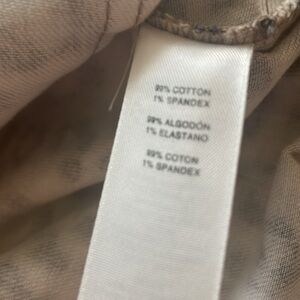 99% COTTON
1% SPANDEX
99% ALGODÓN
1% ELASTANO
99% COTON
1% SPANDEX